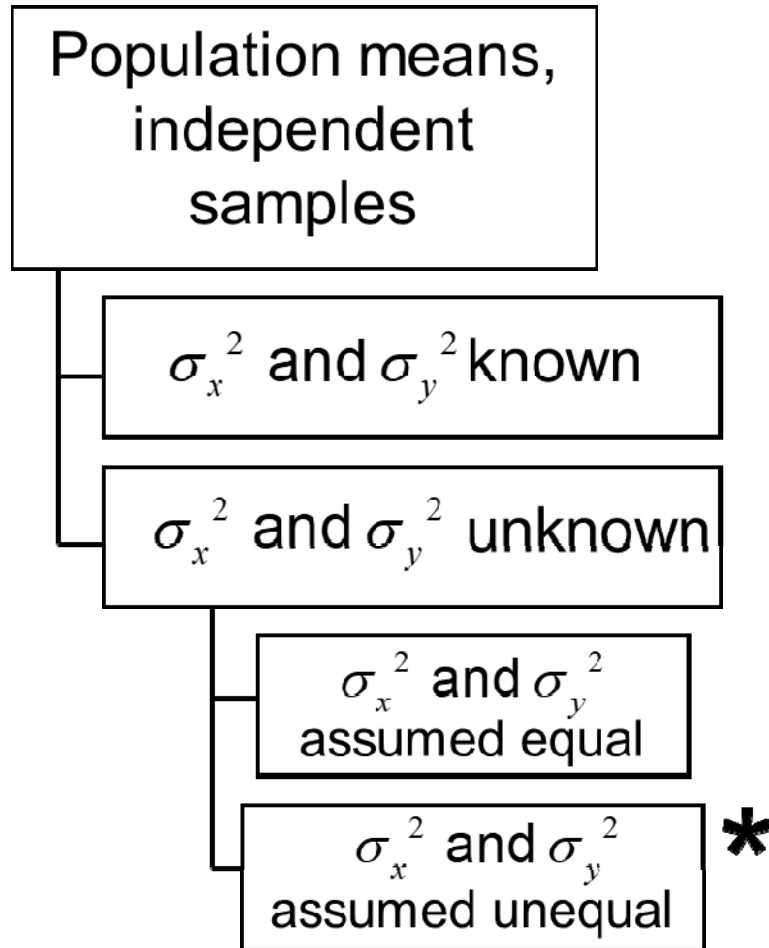 Population means,
independent
samples
σx² and σy² known
σx² and σy² unknown
σx² and σy²
assumed equal
σx² and σy²
assumed unequal
*